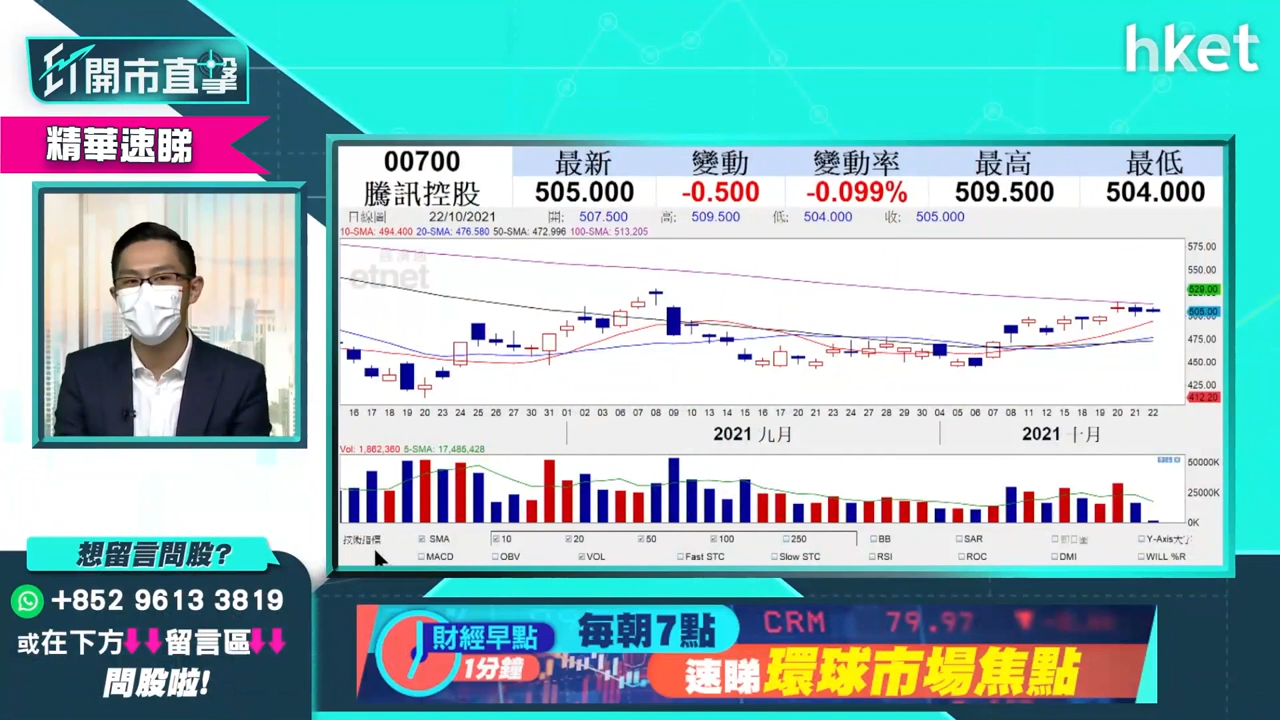 ET開市直擊
hket
精華速睇
00700
騰訊控股
最新 變動 變動率 最高 最低
505.000 -0.500 -0.099% 509.500 504.000
日線圖 22/10/2021 開: 507.500 高: 509.500 低: 504.000 收: 505.000
10-SMA: 494.400 20-SMA: 476.580 50-SMA: 472.996 100-SMA: 513.205
etnet
575.00
550.00
529.00
505.00
475.00
450.00
425.00
412.20
16 17 18 19 20 23 24 25 26 27 30 31 01 02 03 06 07 08 09 10 13 14 15 16 17 20 21 23 24 27 28 29 30 04 05 06 07 08 11 12 15 18 19 20 21 22
2021 九月 2021 十月
Vol: 1,862,360 5-SMA: 17,485,428
50000K
25000K
0K
技術指標 SMA 10 20 50 100 250 BB SAR Y-Axis大
MACD OBV VOL Fast STC Slow STC RSI ROC DMI WILL %R
想留言問股?
+852 9613 3819
或在下方⬇⬇留言區⬇⬇
問股啦!
財經早點
1分鐘
每朝7點
CRM 79.97
速睇環球市場焦點